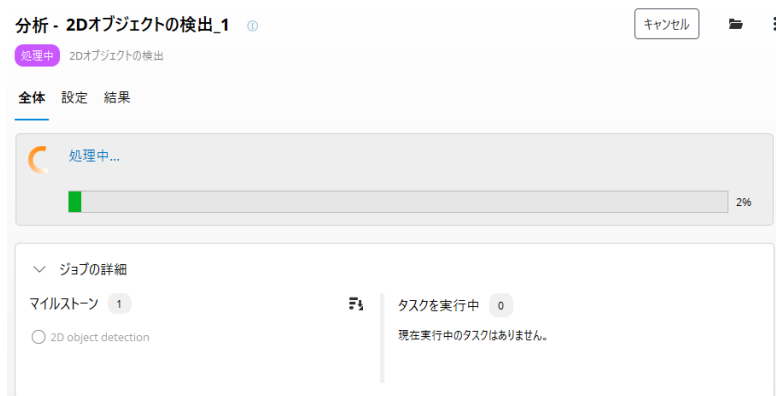 分析 - 2Dオブジェクトの検出_1
キャンセル
処理中 2Dオブジェクトの検出
全体 設定 結果
処理中...
2%
ジョブの詳細
マイルストーン 1
タスクを実行中 0
2D object detection
現在実行中のタスクはありません。